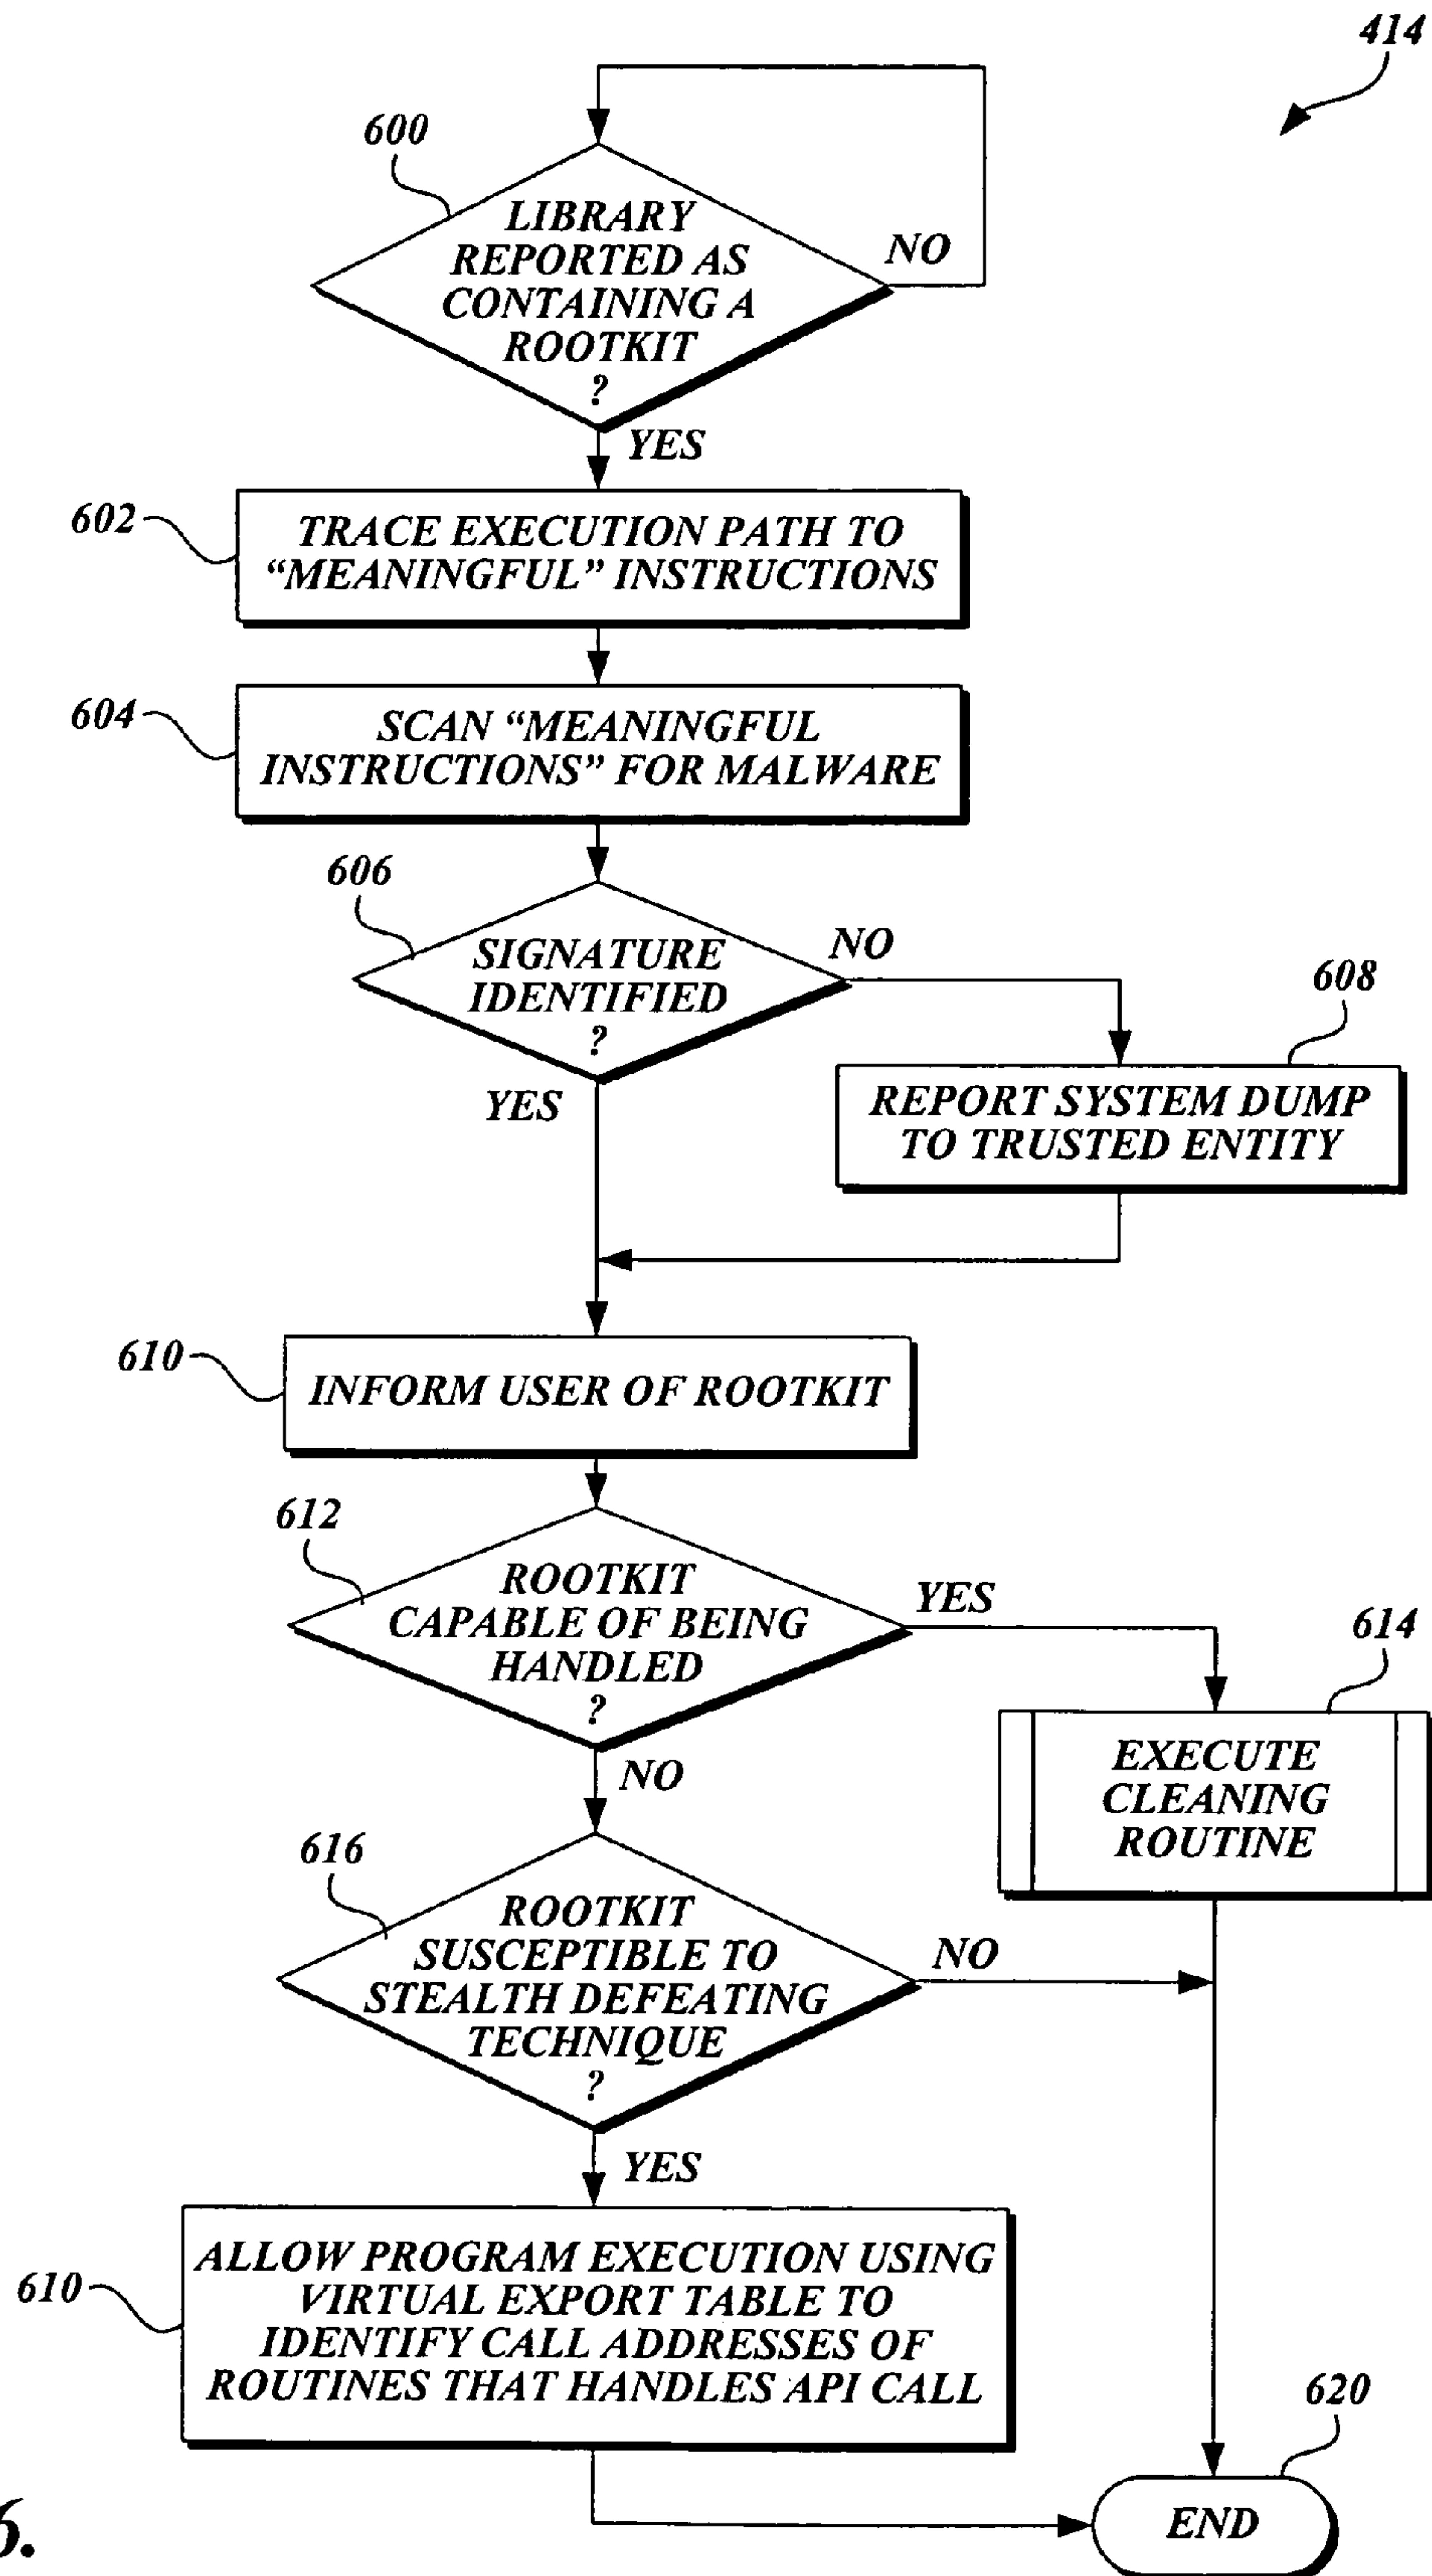 414
600
LIBRARY
REPORTED AS
CONTAINING A
ROOTKIT
?
NO
YES
602
TRACE EXECUTION PATH TO
“MEANINGFUL” INSTRUCTIONS
604
SCAN “MEANINGFUL
INSTRUCTIONS” FOR MALWARE
606
SIGNATURE
IDENTIFIED
?
NO
YES
608
REPORT SYSTEM DUMP
TO TRUSTED ENTITY
610
INFORM USER OF ROOTKIT
612
ROOTKIT
CAPABLE OF BEING
HANDLED
?
YES
NO
614
EXECUTE
CLEANING
ROUTINE
616
ROOTKIT
SUSCEPTIBLE TO
STEALTH DEFEATING
TECHNIQUE
?
NO
YES
610
ALLOW PROGRAM EXECUTION USING
VIRTUAL EXPORT TABLE TO
IDENTIFY CALL ADDRESSES OF
ROUTINES THAT HANDLES API CALL
620
END
6.